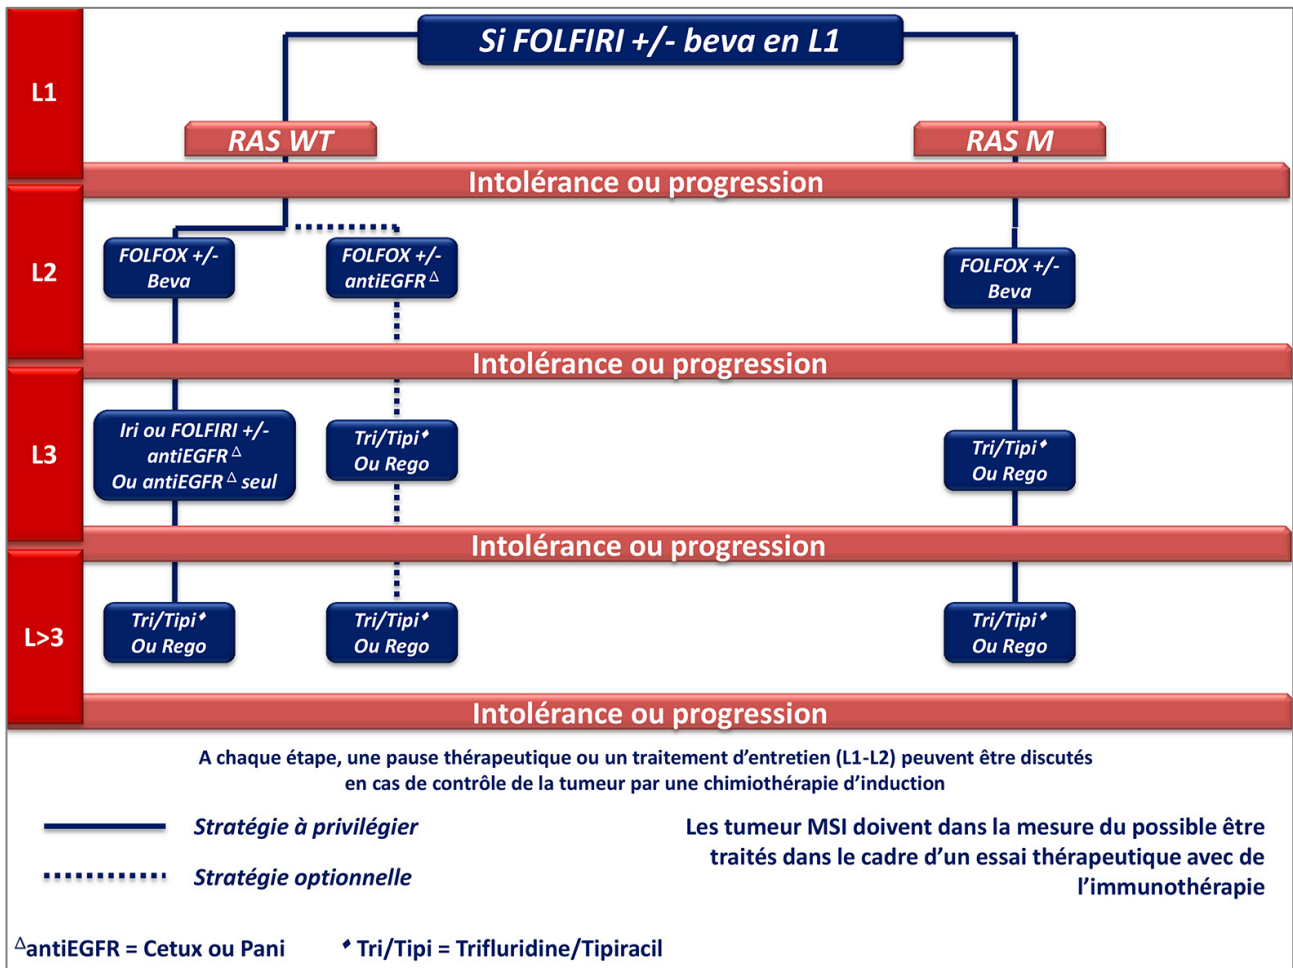 Si FOLFIRI +/- beva en L1
L1
RAS WT
RAS M
Intolérance ou progression
L2
FOLFOX +/-
Beva
FOLFOX +/-
antiEGFR Δ
FOLFOX +/-
Beva
Intolérance ou progression
L3
Iri ou FOLFIRI +/-
antiEGFR Δ
Ou antiEGFR Δ seul
Tri/Tipi♦
Ou Rego
Tri/Tipi♦
Ou Rego
Intolérance ou progression
L>3
Tri/Tipi♦
Ou Rego
Tri/Tipi♦
Ou Rego
Tri/Tipi♦
Ou Rego
Intolérance ou progression
A chaque étape, une pause thérapeutique ou un traitement d’entretien (L1-L2) peuvent être discutés
en cas de contrôle de la tumeur par une chimiothérapie d’induction
Stratégie à privilégier
Stratégie optionnelle
Les tumeur MSI doivent dans la mesure du possible être
traités dans le cadre d’un essai thérapeutique avec de
l’immunothérapie
ΔantiEGFR = Cetux ou Pani
♦ Tri/Tipi = Trifluridine/Tipiracil